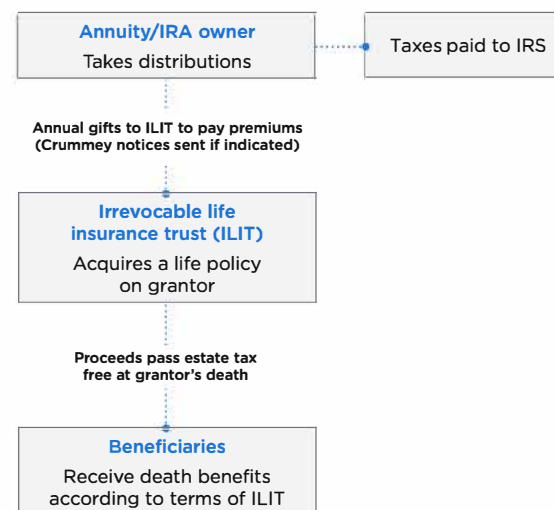 Annuity/IRA owner
Takes distributions
Taxes paid to IRS
Annual gifts to ILIT to pay premiums
(Crummey notices sent if indicated)
Irrevocable life
insurance trust (ILIT)
Acquires a life policy
on grantor
Proceeds pass estate tax
free at grantor’s death
Beneficiaries
Receive death benefits
according to terms of ILIT